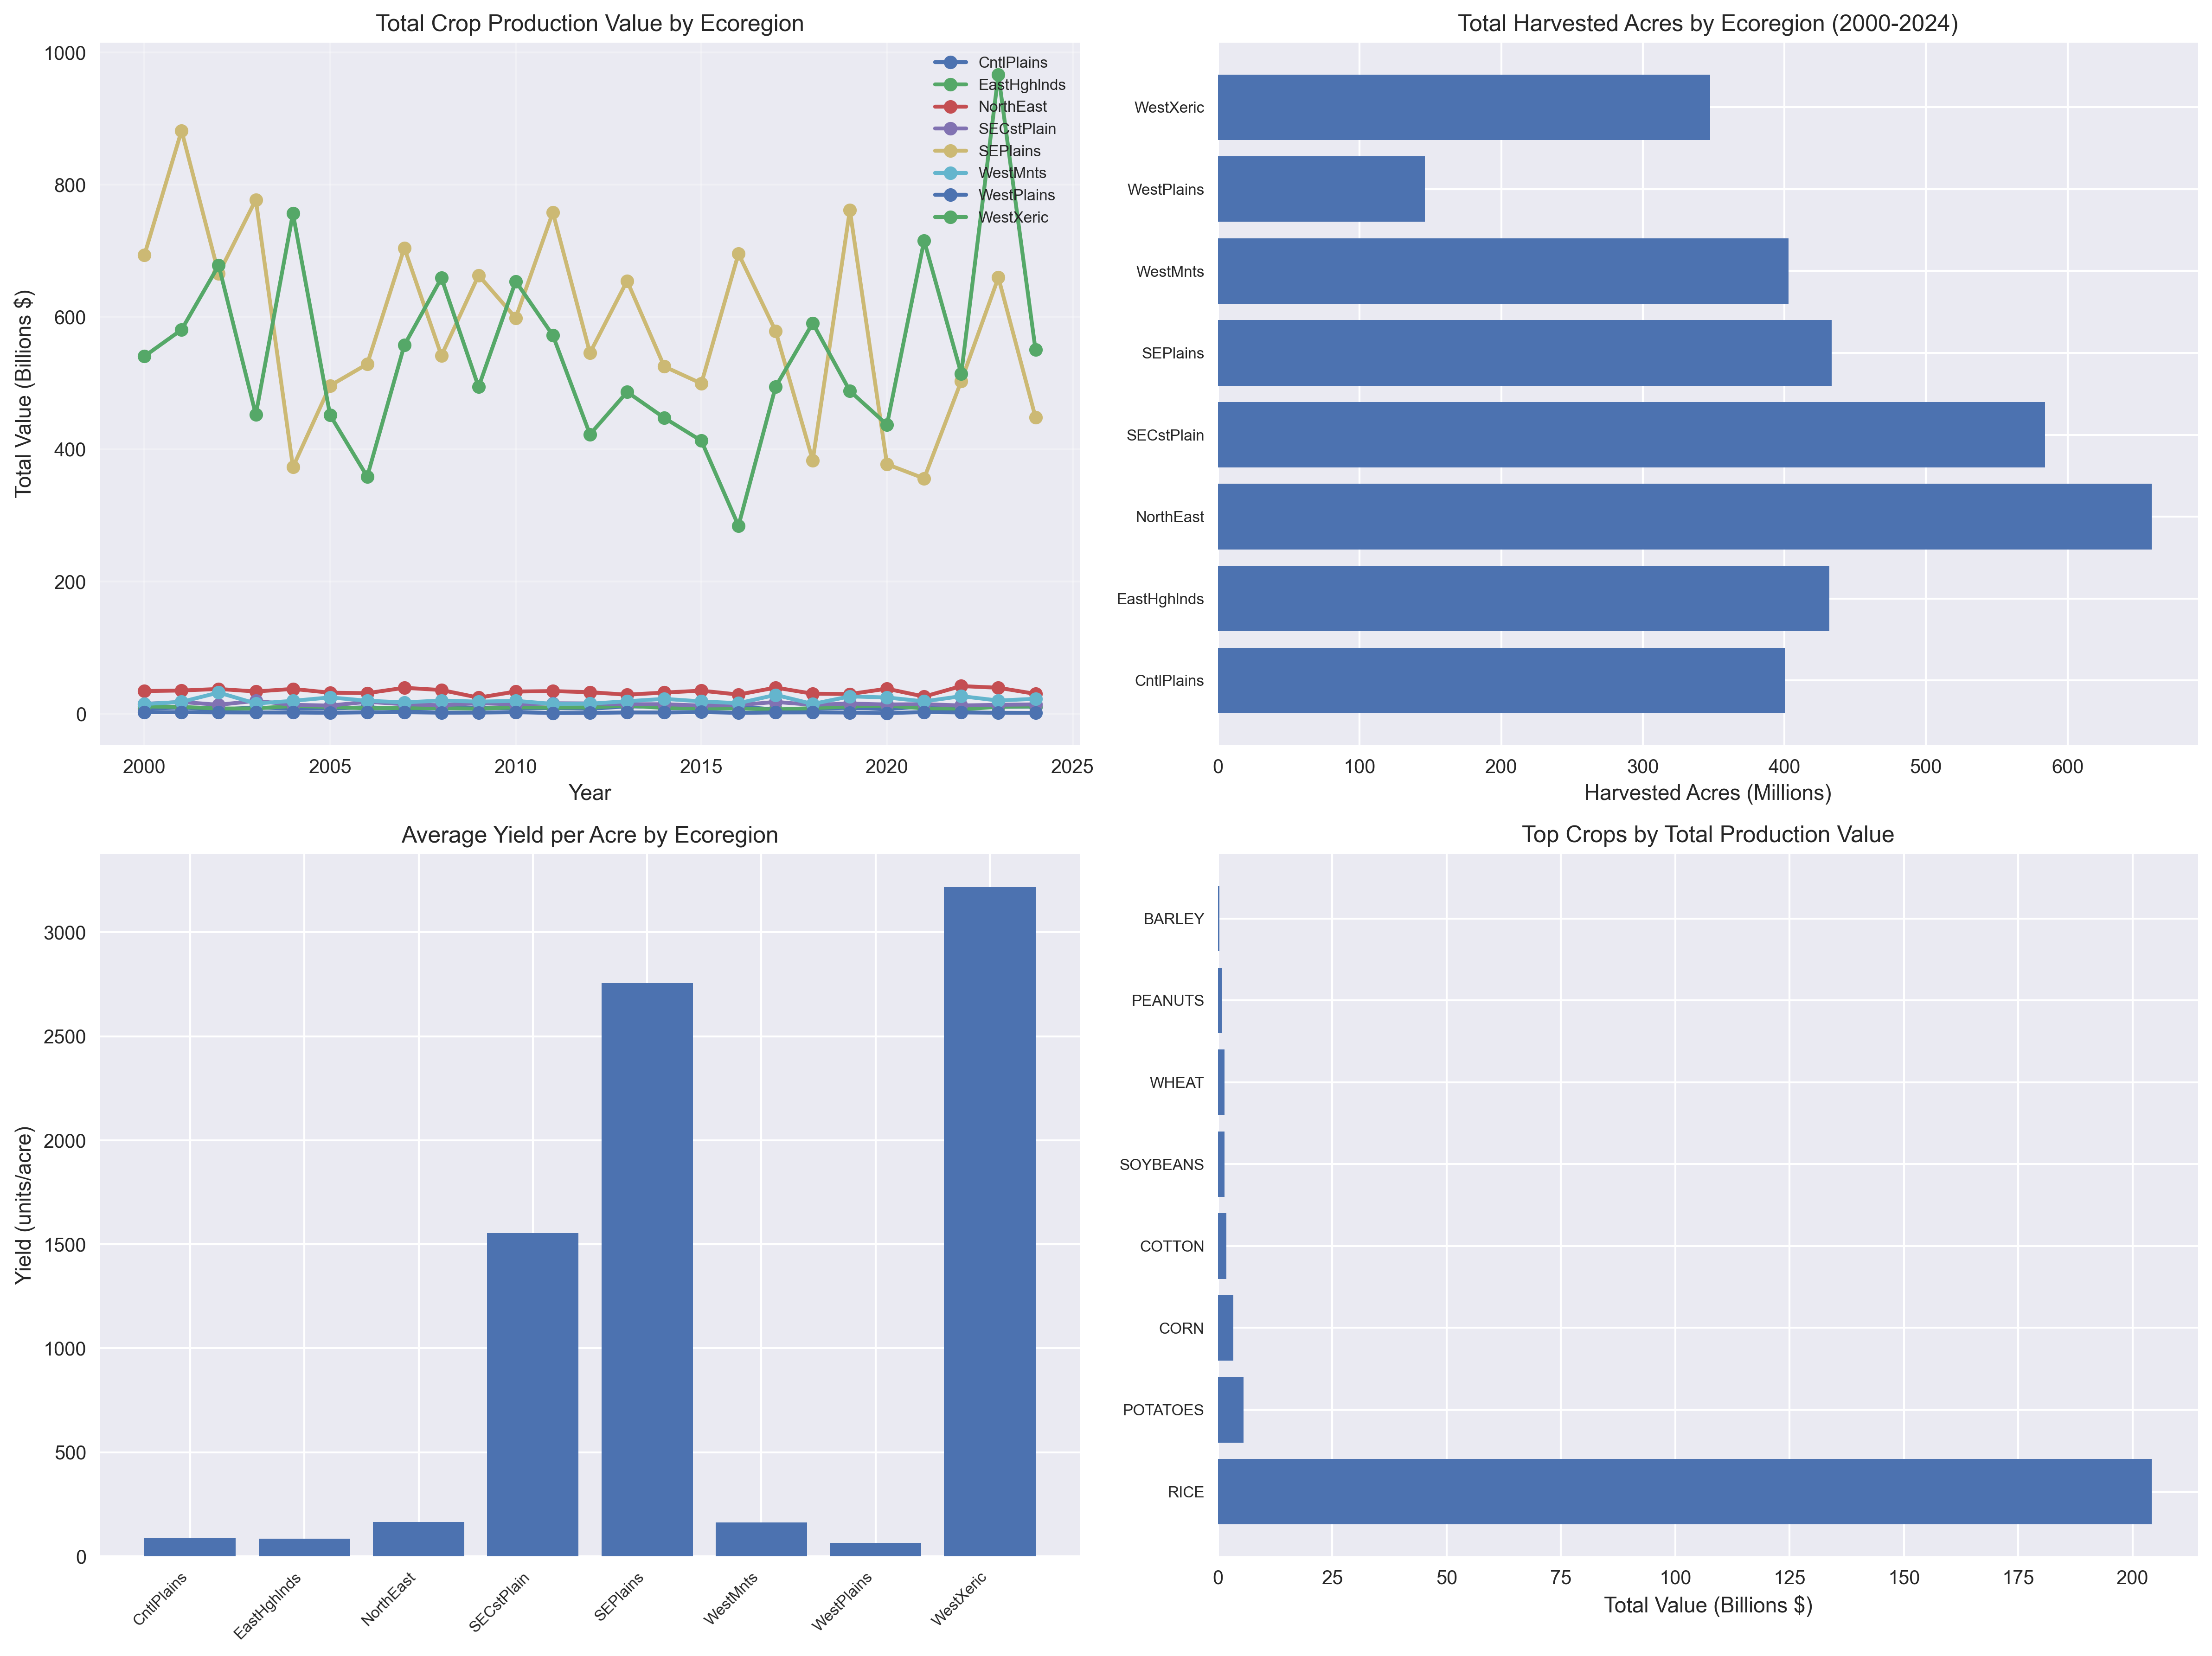 Total Crop Production Value by Ecoregion
Total Value (Billions $)
1000
800
600
400
200
0
2000
2005
2010
2015
2020
2025
Year
CntlPlains
EastHghlnds
NorthEast
SECstPlain
SEPlains
WestMnts
WestPlains
WestXeric
Total Harvested Acres by Ecoregion (2000-2024)
WestXeric
WestPlains
WestMnts
SEPlains
SECstPlain
NorthEast
EastHghlnds
CntlPlains
0
100
200
300
400
500
600
Harvested Acres (Millions)
Average Yield per Acre by Ecoregion
Yield (units/acre)
3000
2500
2000
1500
1000
500
0
CntlPlains
EastHghlnds
NorthEast
SECstPlain
SEPlains
WestMnts
WestPlains
WestXeric
Top Crops by Total Production Value
BARLEY
PEANUTS
WHEAT
SOYBEANS
COTTON
CORN
POTATOES
RICE
0
25
50
75
100
125
150
175
200
Total Value (Billions $)